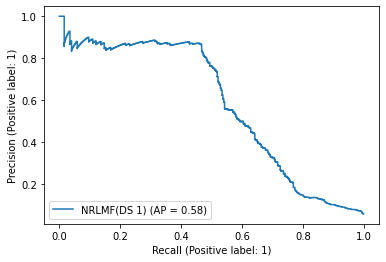 1.0
0.8
0.6
0.4
0.2
Precision (Positive label: 1)
NRLMF(DS 1) (AP = 0.58)
0.0 0.2 0.4 0.6 0.8 1.0
Recall (Positive label: 1)